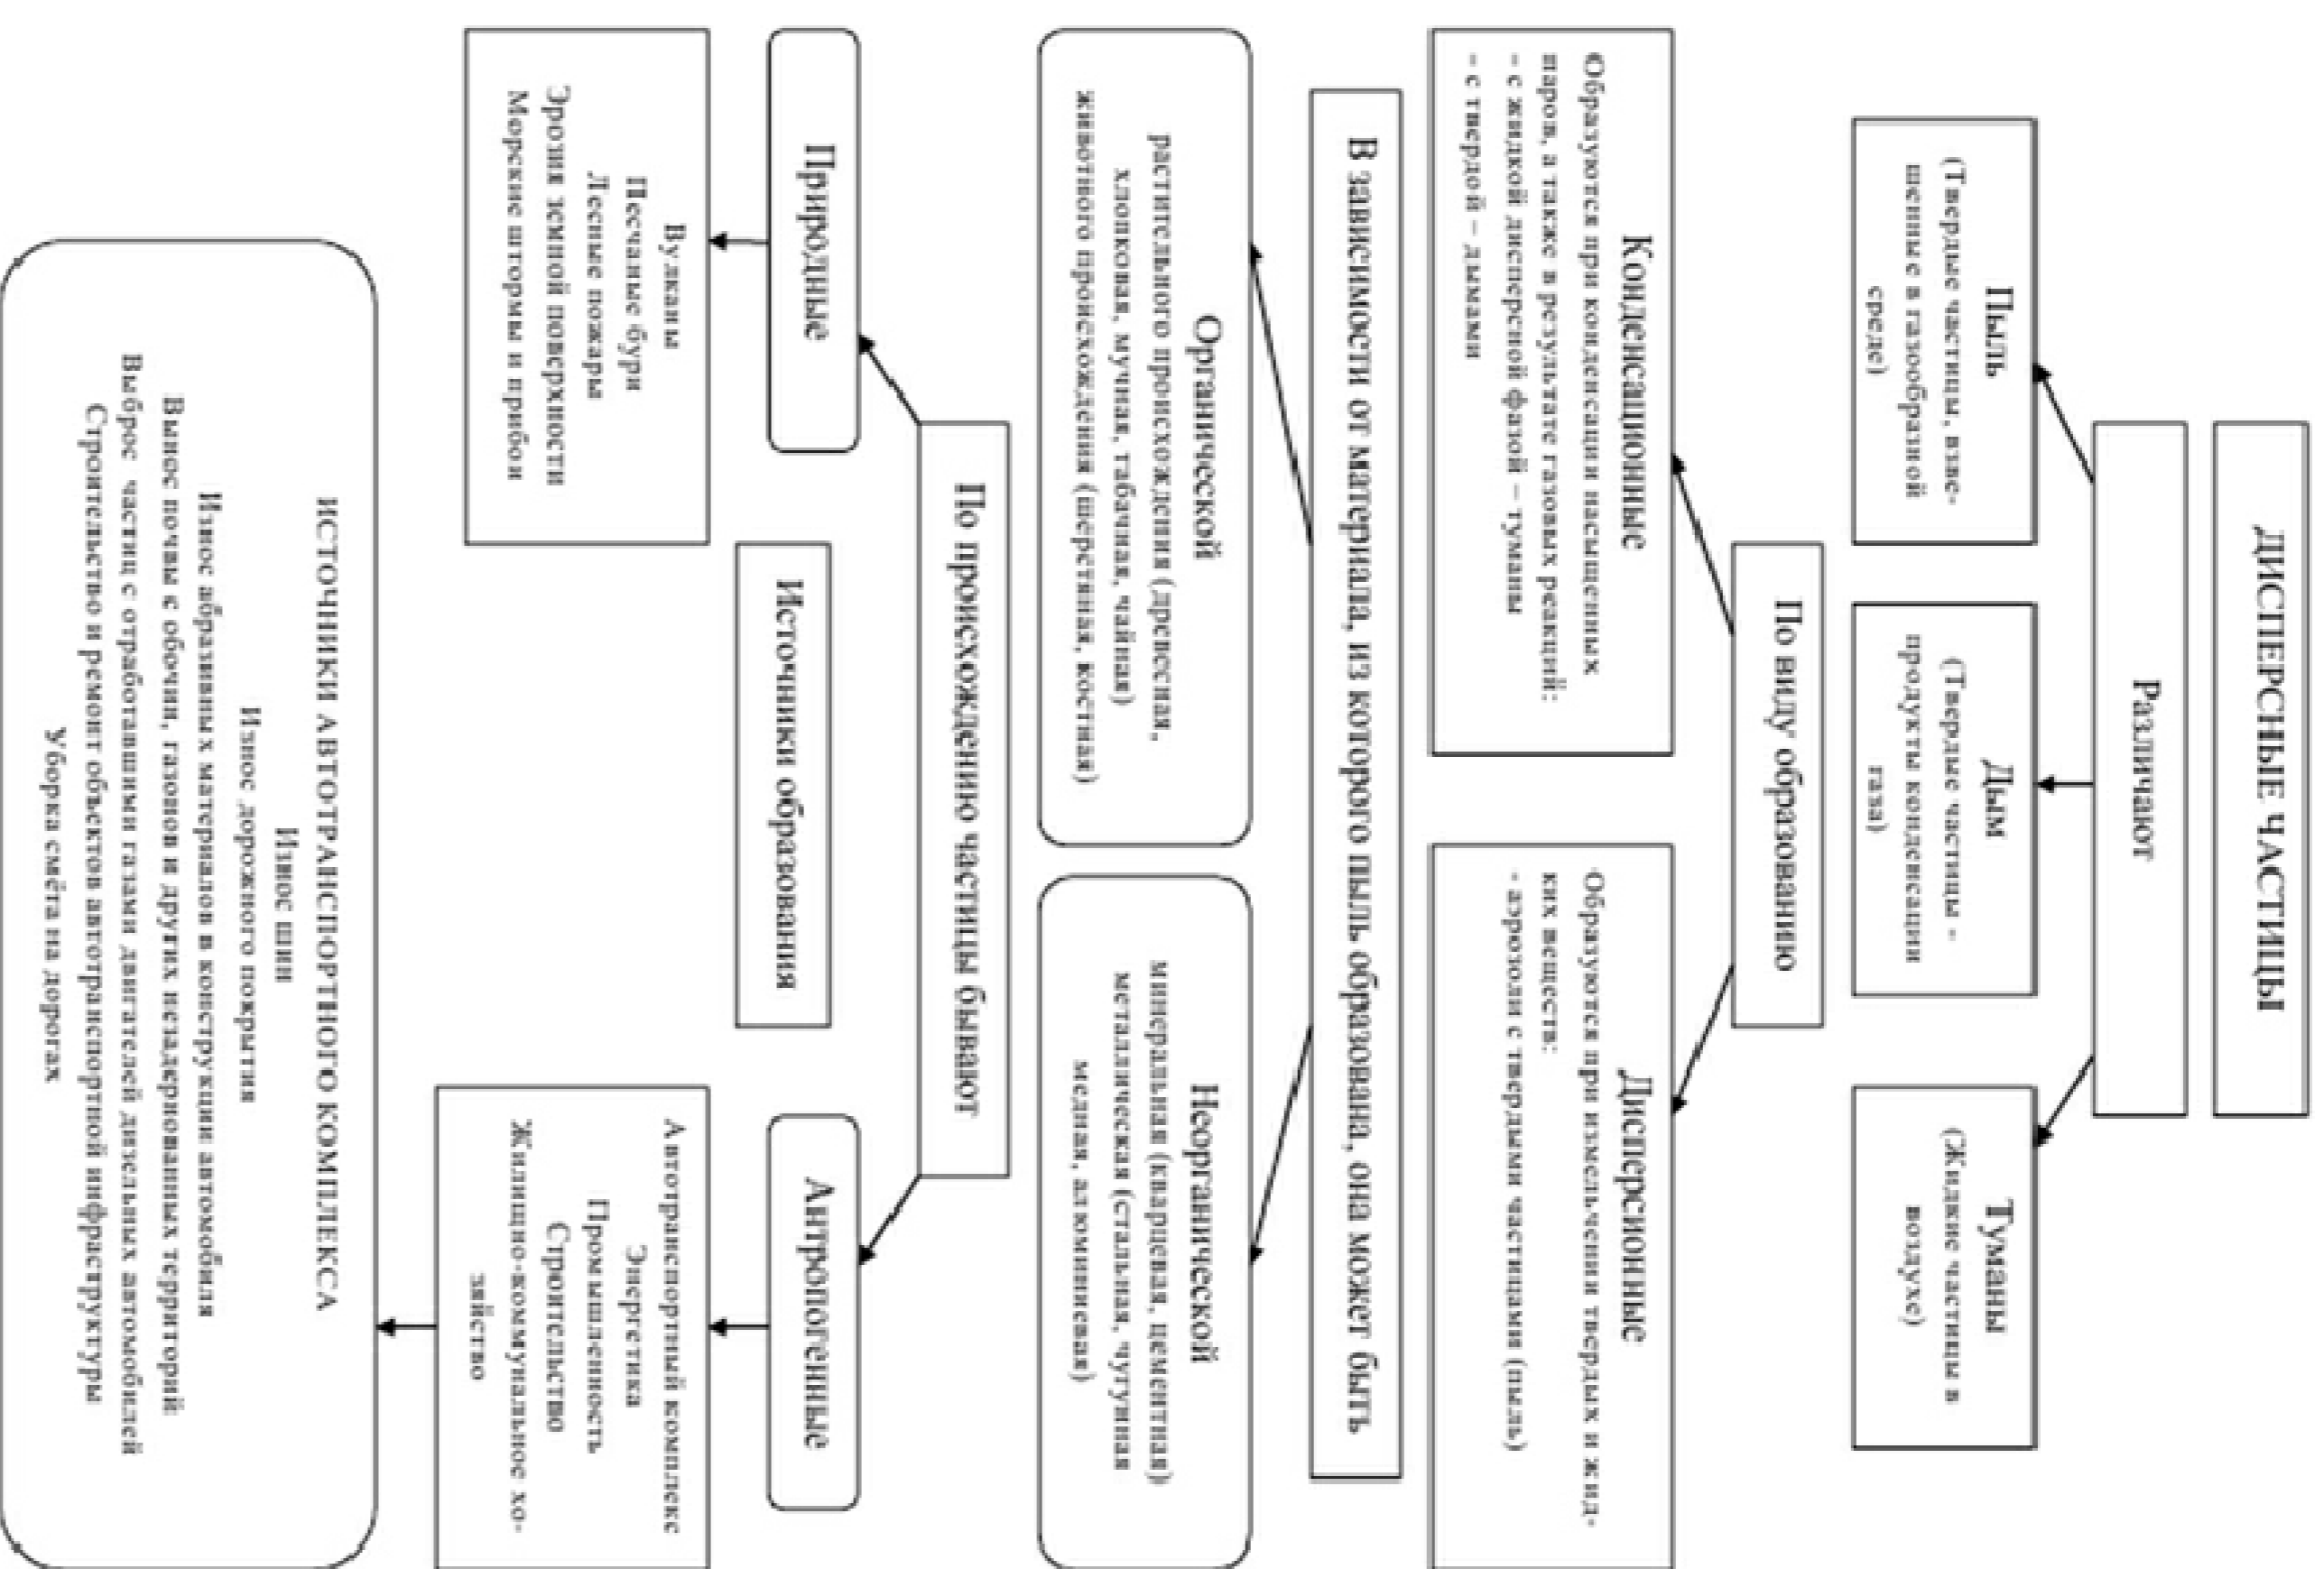 ДИСПЕРСНЫЕ ЧАСТИЦЫ
Различают
Пыль
(Твердые частицы, взве-
шенные в газообразной
среде)
Дым
(Твердые частицы -
продукты конденсации
газа)
Туманы
(Жидкие частицы в
воздухе)
По виду образованию
Конденсационные
Образуются при конденсации насыщенных
паров, а также в результате газовых реакций:
- с жидкой дисперсной фазой – туманы
- с твердой – дымами
Дисперсионные
Образуются при измельчении твердых и жид-
ких веществ:
- аэрозоли с твердыми частицами (пыль)
В зависимости от материала, из которого пыль образована, она может быть
Органической
растительного происхождения (древесная,
хлопковая, мучная, табачная, чайная)
животного происхождения (шерстяная, костная)
Неорганической
минеральная (кварцевая, цементная)
металлическая (стальная, чугунная
медная, алюминиевая)
По происхождению частицы бывают
Природные
Источники образования
Антропогенные
Вулканы
Песчаные бури
Лесные пожары
Эрозия земной поверхности
Морские штормы и прибои
Автотранспортный комплекс
Энергетика
Промышленность
Строительство
Жилищно-коммунальное хо-
зяйство
ИСТОЧНИКИ АВТОТРАНСПОРТНОГО КОМПЛЕКСА
Износ шин
Износ дорожного покрытия
Износ абразивных материалов в конструкции автомобиля
Вынос почвы с обочин, газонов и других незадернованных территорий
Выброс частиц с отработавшими газами двигателей дизельных автомобилей
Строительство и ремонт объектов автотранспортной инфраструктуры
Уборка смёта на дорогах